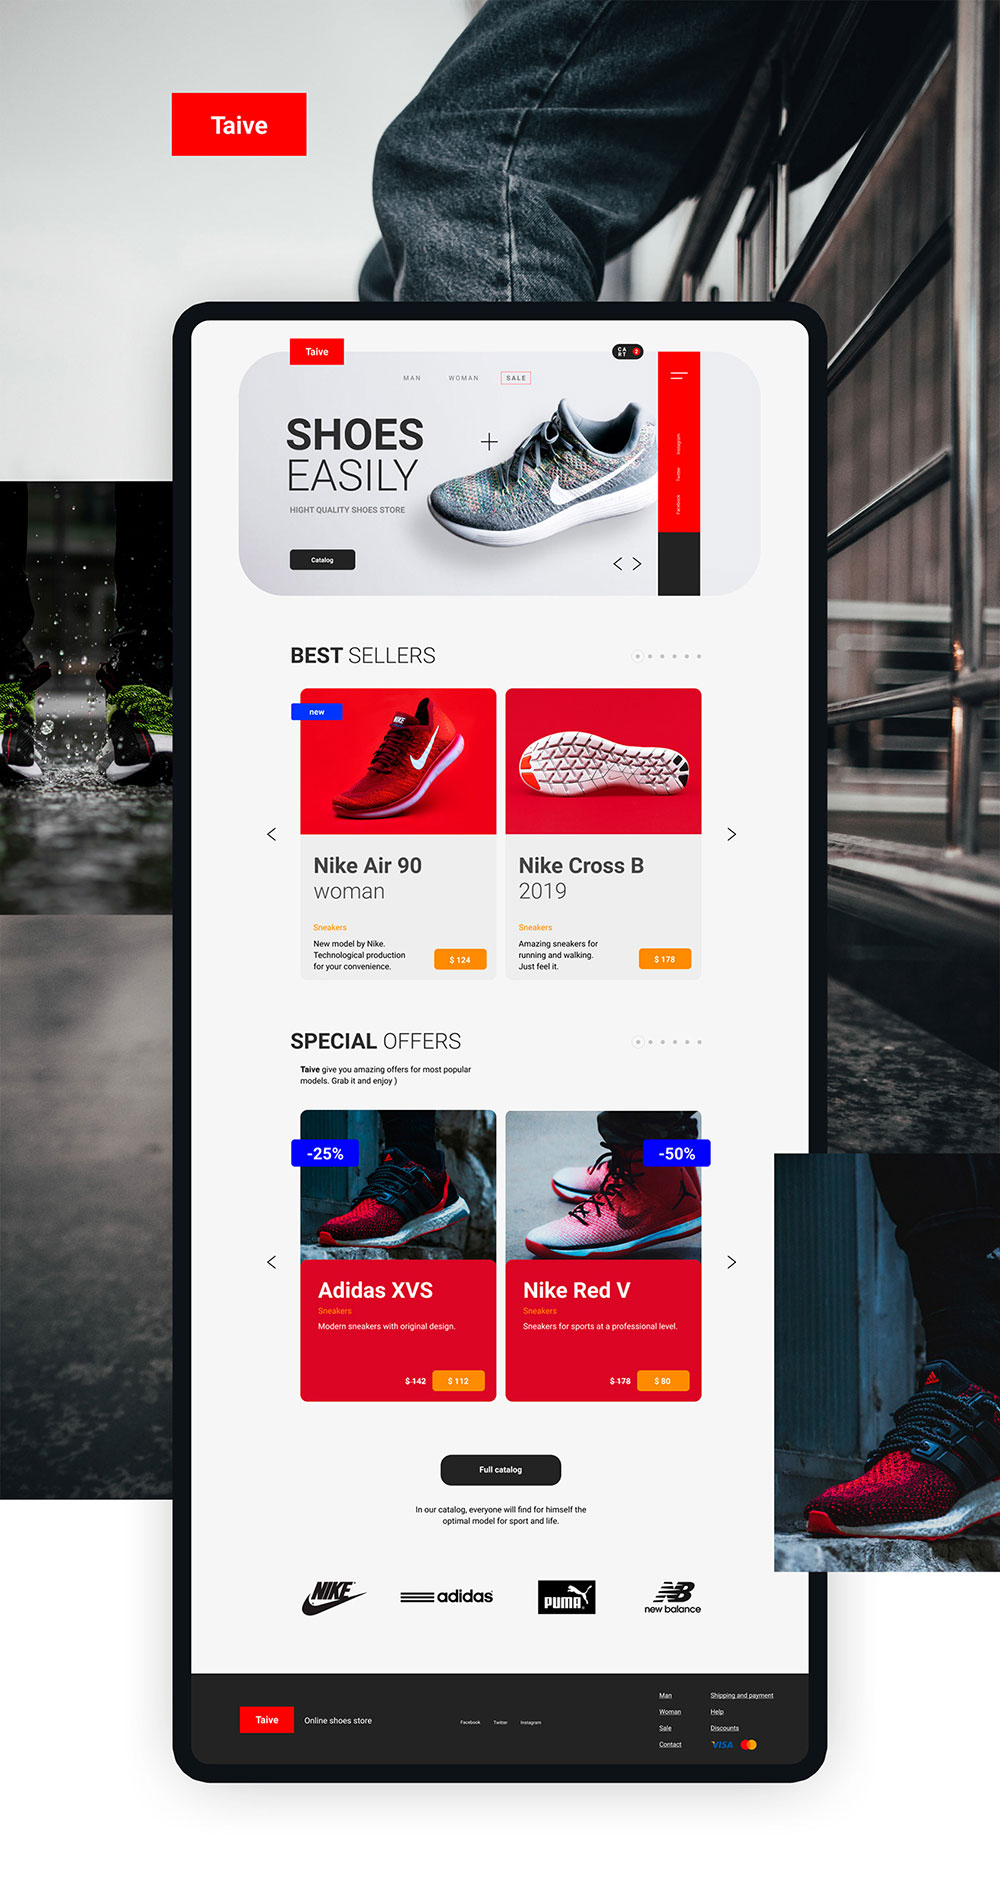 Taive
Taive
CA
RT
2
MAN
WOMAN
SALE
SHOES
EASILY
HIGHT QUALITY SHOES STORE
Catalog
Instagram
Twitter
Facebook
BEST SELLERS
new
NIKE
Nike Air 90
woman
Sneakers
New model by Nike.
Technological production
for your convenience.
$ 124
Nike Cross B
2019
Sneakers
Amazing sneakers for
running and walking.
Just feel it.
$ 178
SPECIAL OFFERS
Taive give you amazing offers for most popular
models. Grab it and enjoy )
-25%
Adidas XVS
Sneakers
Modern sneakers with original design.
$ 142
$ 112
-50%
Nike Red V
Sneakers
Sneakers for sports at a professional level.
$ 178
$ 80
Full catalog
In our catalog, everyone will find for himself the
optimal model for sport and life.
NIKE
adidas
PUMA
NB
new balance
Taive
Online shoes store
Facebook
Twitter
Instagram
Man
Woman
Sale
Contact
Shipping and payment
Help
Discounts
VISA